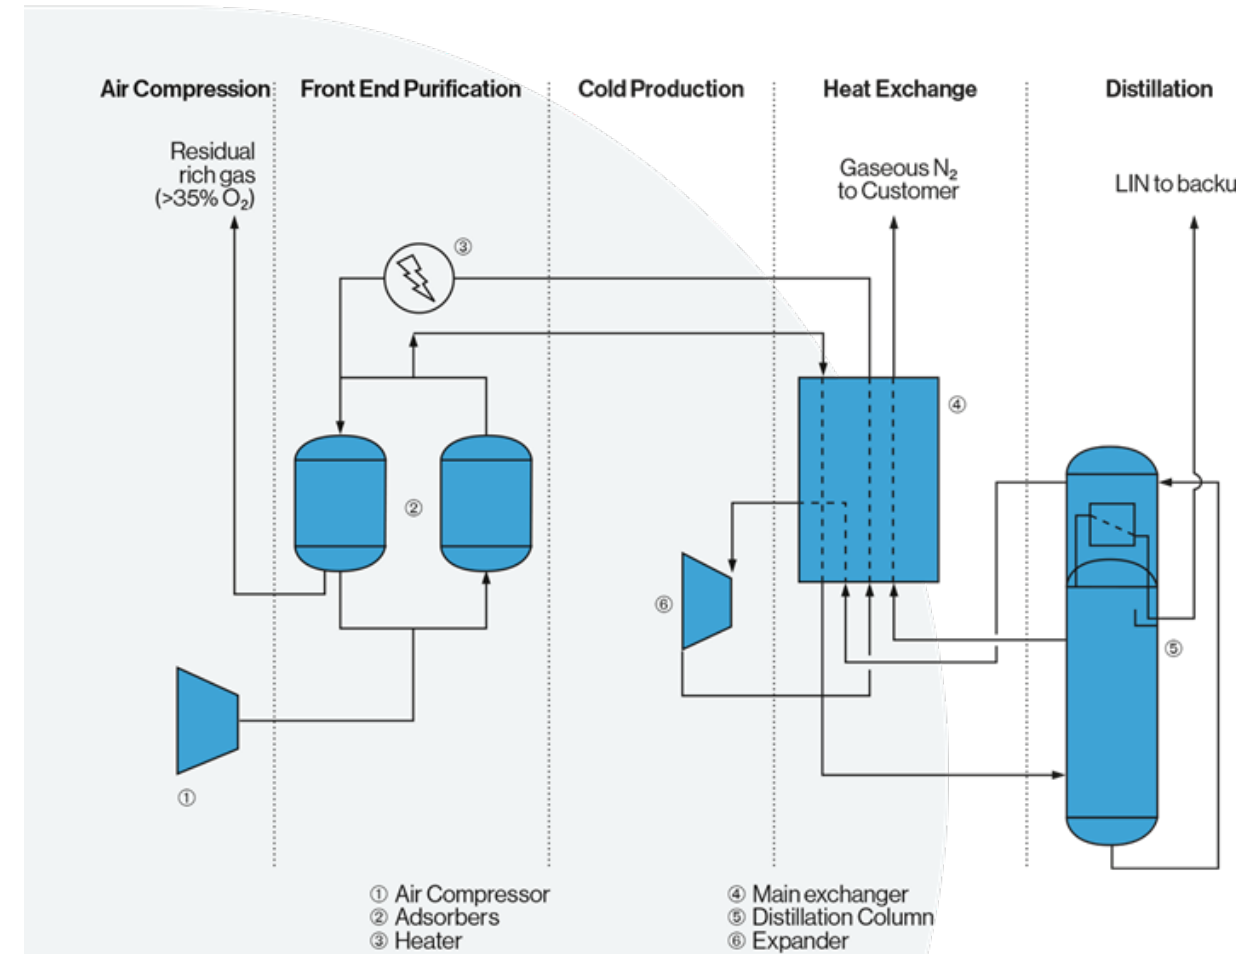 Air Compression
Front End Purification
Cold Production
Heat Exchange
Distillation
Residual
rich gas
(>35% O₂)
Gaseous N₂
to Customer
LIN to backu
③
④
②
⑥
⑤
①
① Air Compressor
② Adsorbers
③ Heater
④ Main exchanger
⑤ Distillation Column
⑥ Expander